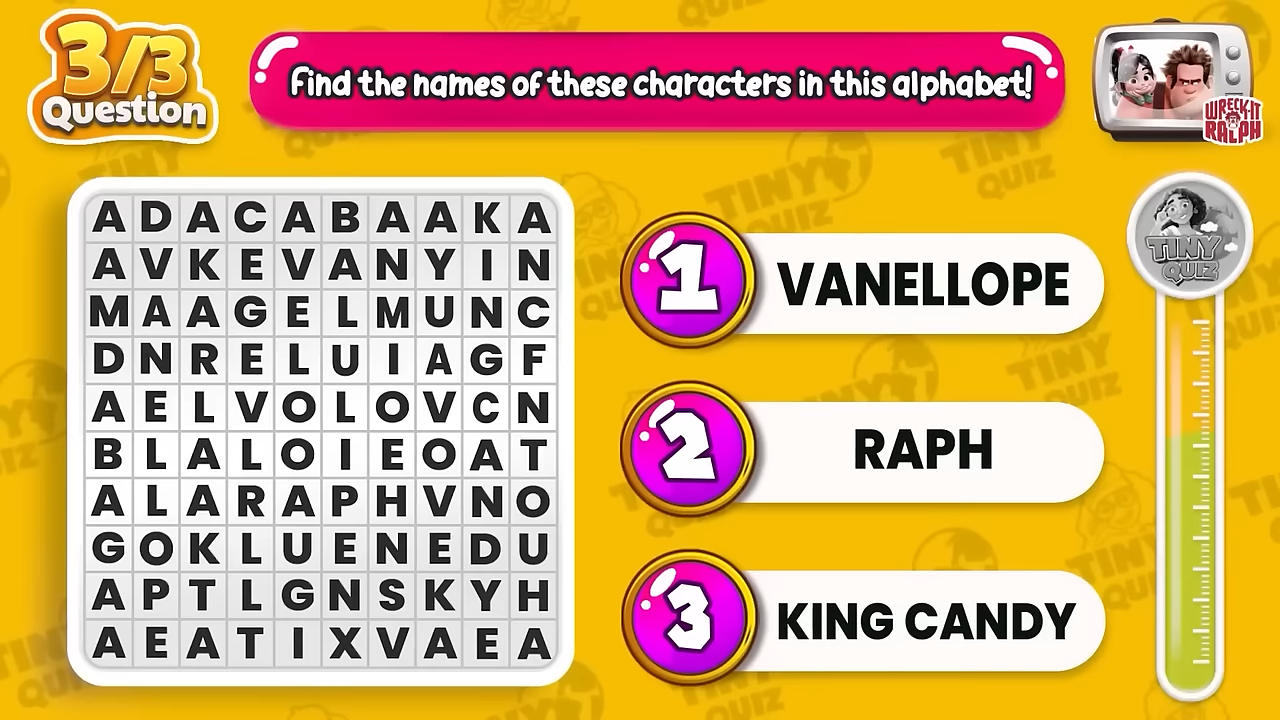 3/3
Question
Find the names of these characters in this alphabet!
WRECK-IT
RALPH
A D A C A B A A K A
A V K E V A N Y I N
M A A G E L M U N C
D N R E L U I A G F
A E L V O L O V C N
B L A L O I E O A T
A L A R A P H V N O
G O K L U E N E D U
A P T L G N S K Y H
A E A T I X V A E A
1 VANELLOPE
2 RAPH
3 KING CANDY
TINY
QUIZ